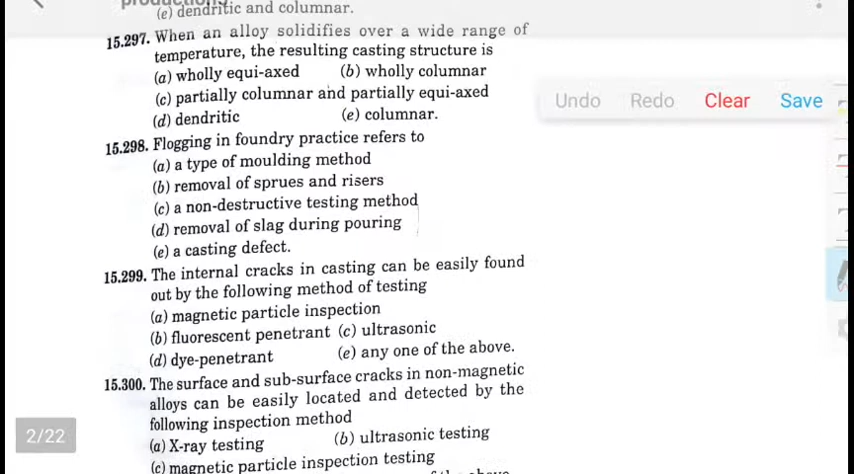 (e) dendritic and columnar.
15.297. When an alloy solidifies over a wide range of
temperature, the resulting casting structure is
(a) wholly equi-axed (b) wholly columnar
(c) partially columnar and partially equi-axed
(d) dendritic (e) columnar.
Undo Redo Clear Save
15.298. Flogging in foundry practice refers to
(a) a type of moulding method
(b) removal of sprues and risers
(c) a non-destructive testing method
(d) removal of slag during pouring
(e) a casting defect.
15.299. The internal cracks in casting can be easily found
out by the following method of testing
(a) magnetic particle inspection
(b) fluorescent penetrant (c) ultrasonic
(d) dye-penetrant (e) any one of the above.
15.300. The surface and sub-surface cracks in non-magnetic
alloys can be easily located and detected by the
following inspection method
2/22
(a) X-ray testing (b) ultrasonic testing
(c) magnetic particle inspection testing